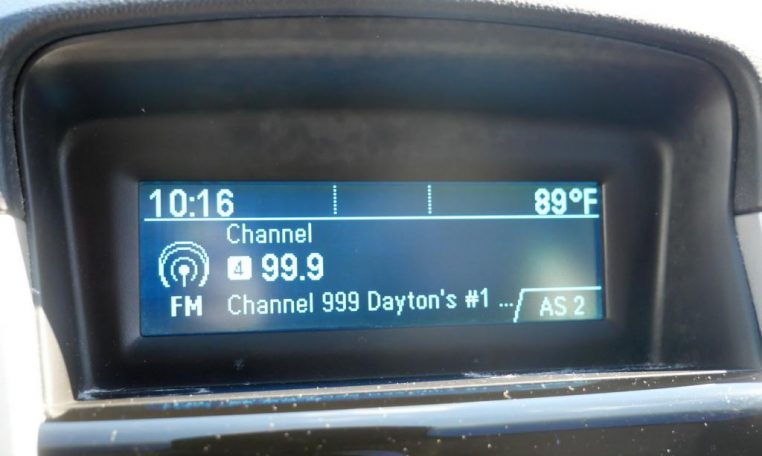 10:16 89°F
Channel
4 99.9
FM Channel 999 Dayton's #1 ... AS 2